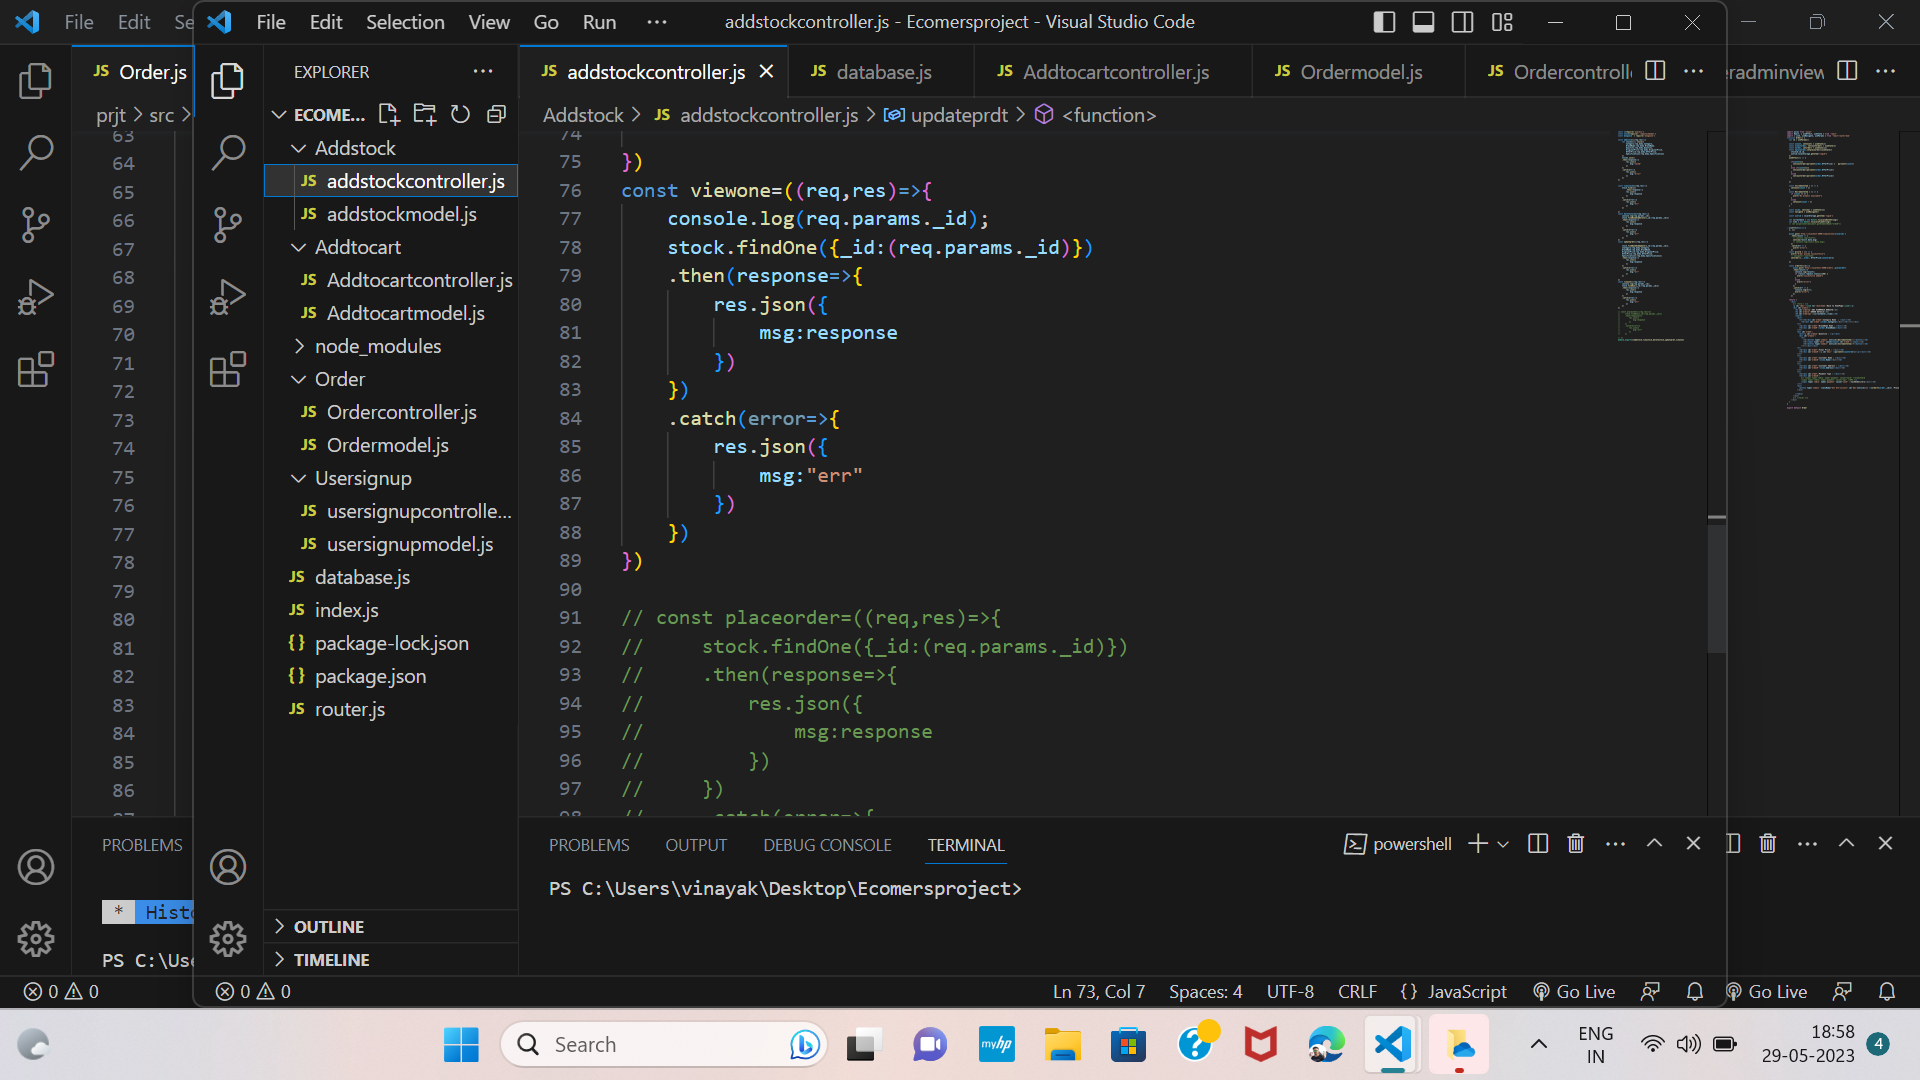 File Edit Se
File Edit Selection View Go Run ··· addstockcontroller.js - Ecomersproject - Visual Studio Code
JS Order.js
EXPLORER ···
JS addstockcontroller.js JS database.js JS Addtocartcontroller.js JS Ordermodel.js JS Ordercontroll ··· eradminview ···
prjt > src >
ECOME...
Addstock > JS addstockcontroller.js > updateprdt > <function>
Addstock
JS addstockcontroller.js
JS addstockmodel.js
Addtocart
JS Addtocartcontroller.js
JS Addtocartmodel.js
node_modules
Order
JS Ordercontroller.js
JS Ordermodel.js
Usersignup
JS usersignupcontrolle...
JS usersignupmodel.js
JS database.js
JS index.js
{} package-lock.json
{} package.json
JS router.js
OUTLINE
TIMELINE
63
64
65
66
67
68
69
70
71
72
73
74
75
76
77
78
79
80
81
82
83
84
85
86
74
75 })
76 const viewone=((req,res)=>{
77 console.log(req.params._id);
78 stock.findOne({_id:(req.params._id)})
79 .then(response=>{
80 res.json({
81 msg:response
82 })
83 })
84 .catch(error=>{
85 res.json({
86 msg:"err"
87 })
88 })
89 })
90
91 // const placeorder=((req,res)=>{
92 //     stock.findOne({_id:(req.params._id)})
93 //     .then(response=>{
94 //         res.json({
95 //             msg:response
96 //         })
97 //     })
98 //     .catch(error=>{
PROBLEMS
PROBLEMS OUTPUT DEBUG CONSOLE TERMINAL powershell
* Histo
PS C:\Users\vinayak\Desktop\Ecomersproject>
PS C:\Use
0 0
0 0 Ln 73, Col 7 Spaces: 4 UTF-8 CRLF {} JavaScript Go Live Go Live
Search
myhp
ENG
IN
18:58
29-05-2023
4